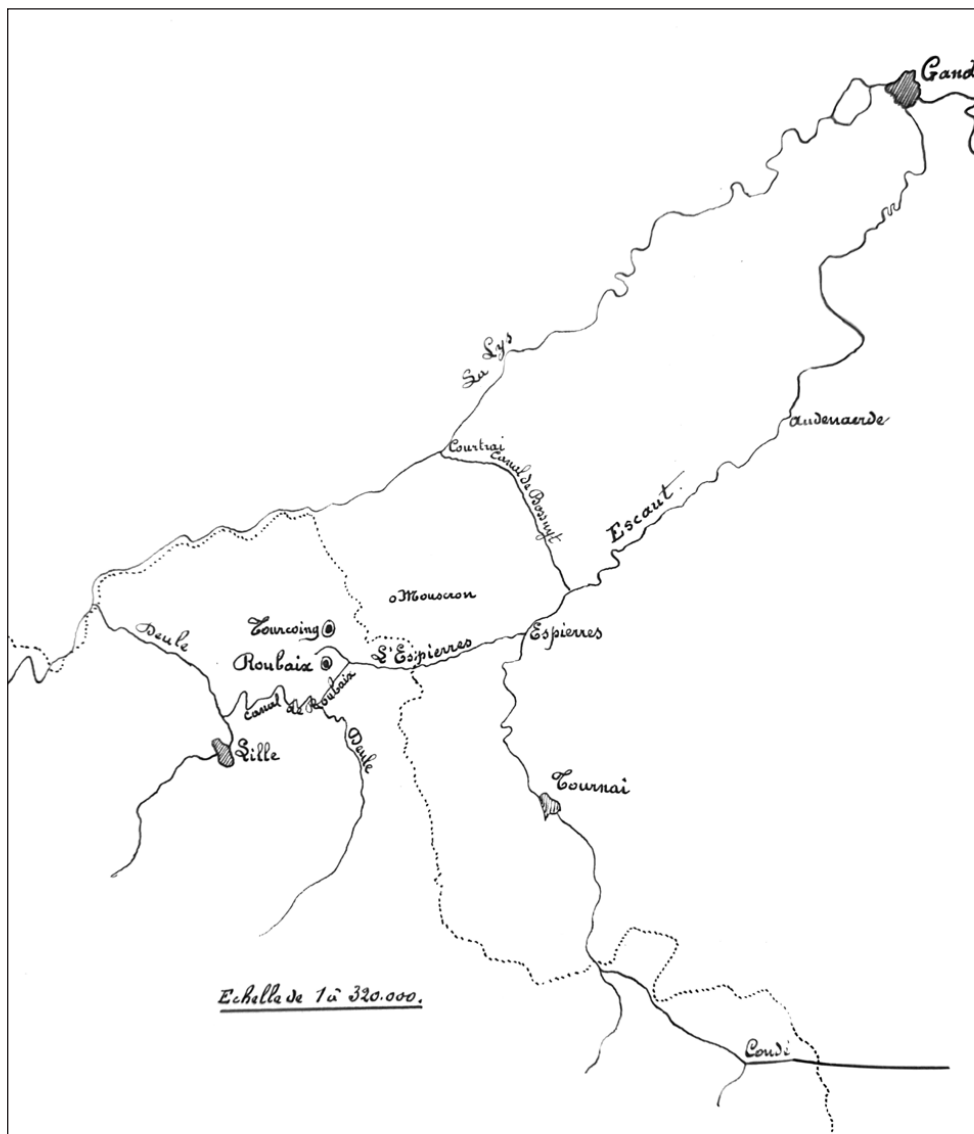 Gand
La Lys
Courtrai
Canal de Bossuyt
Audenaerde
Escaut.
Mouscron
Deule
Tourcoing
L'Espierres
Espierres
Roubaix
Canal de Roubaix
Lille
Deule
Tournai
Echelle de 1 à 320.000.
Condé